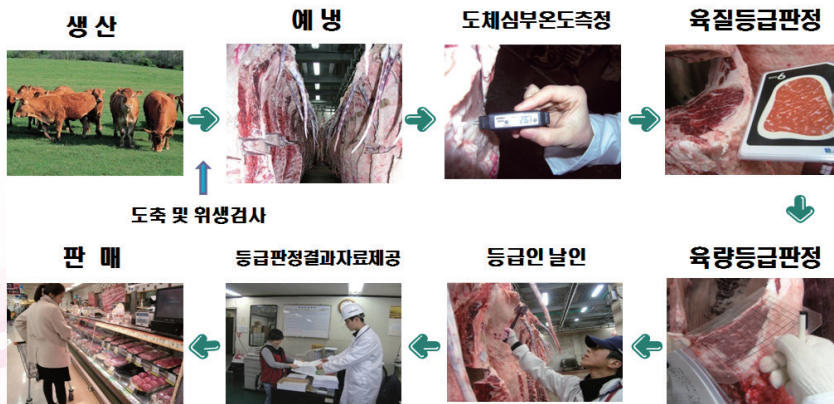 생 산
예 냉
도체심부온도측정
육질등급판정
도축 및 위생검사
육량등급판정
등급인 날인
등급판정결과자료제공
판 매